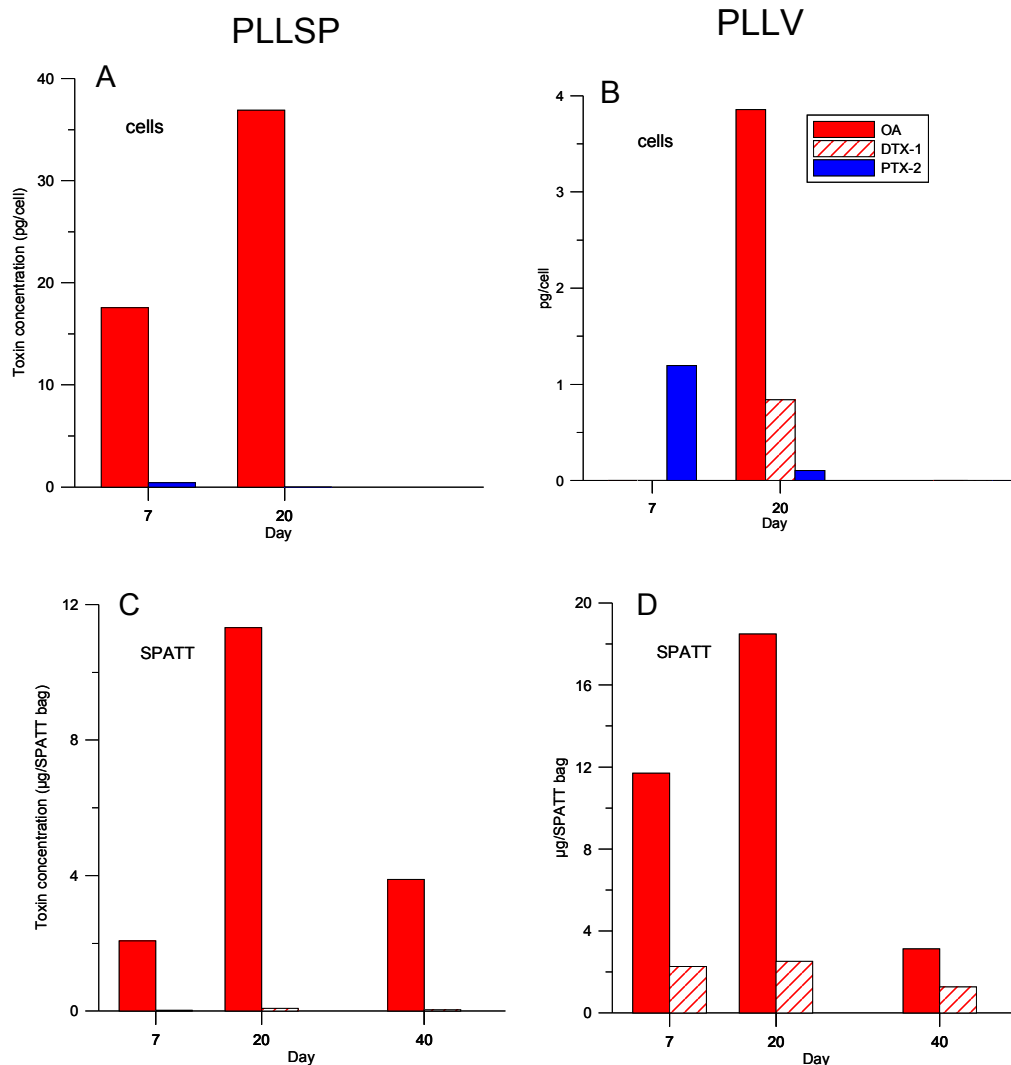 PLLSP
PLLV
A
cells
Toxin concentration (pg/cell)
40
30
20
10
0
7
20
Day
B
cells
OA
DTX-1
PTX-2
pg/cell
4
3
2
1
0
7
20
Day
C
SPATT
Toxin concentration (µg/SPATT bag)
12
8
4
0
7
20
40
Day
D
SPATT
µg/SPATT bag
20
18
15
12
8
4
0
7
20
40
Day